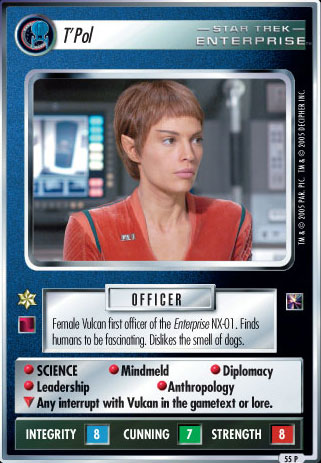 T'Pol
STAR TREK
ENTERPRISE
TM & © 2005 PAR. PIC. TM & © 2005 DECIPHER INC.
OFFICER
Female Vulcan first officer of the Enterprise NX-01. Finds
humans to be fascinating. Dislikes the smell of dogs.
SCIENCE Mindmeld Diplomacy
Leadership Anthropology
Any interrupt with Vulcan in the gametext or lore.
INTEGRITY 8 CUNNING 7 STRENGTH 8
55 P